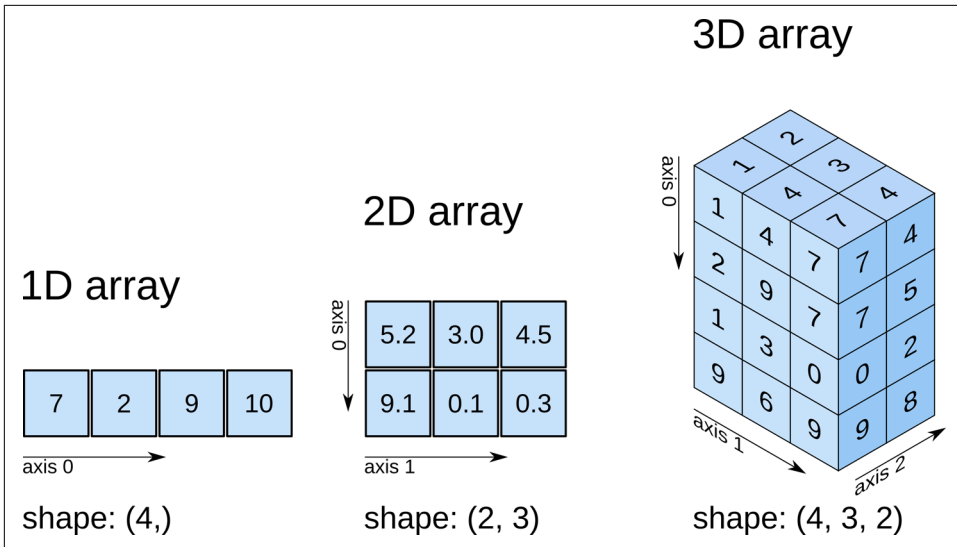 3D array
2
1 3
4 4
7
axis 0
1 4 7 7 4
2 9 7 7 5
1 3 0 0 2
9 6 9 9 8
axis 1
axis 2
shape: (4, 3, 2)
2D array
axis 0
5.2 3.0 4.5
9.1 0.1 0.3
axis 1
shape: (2, 3)
1D array
7 2 9 10
axis 0
shape: (4,)